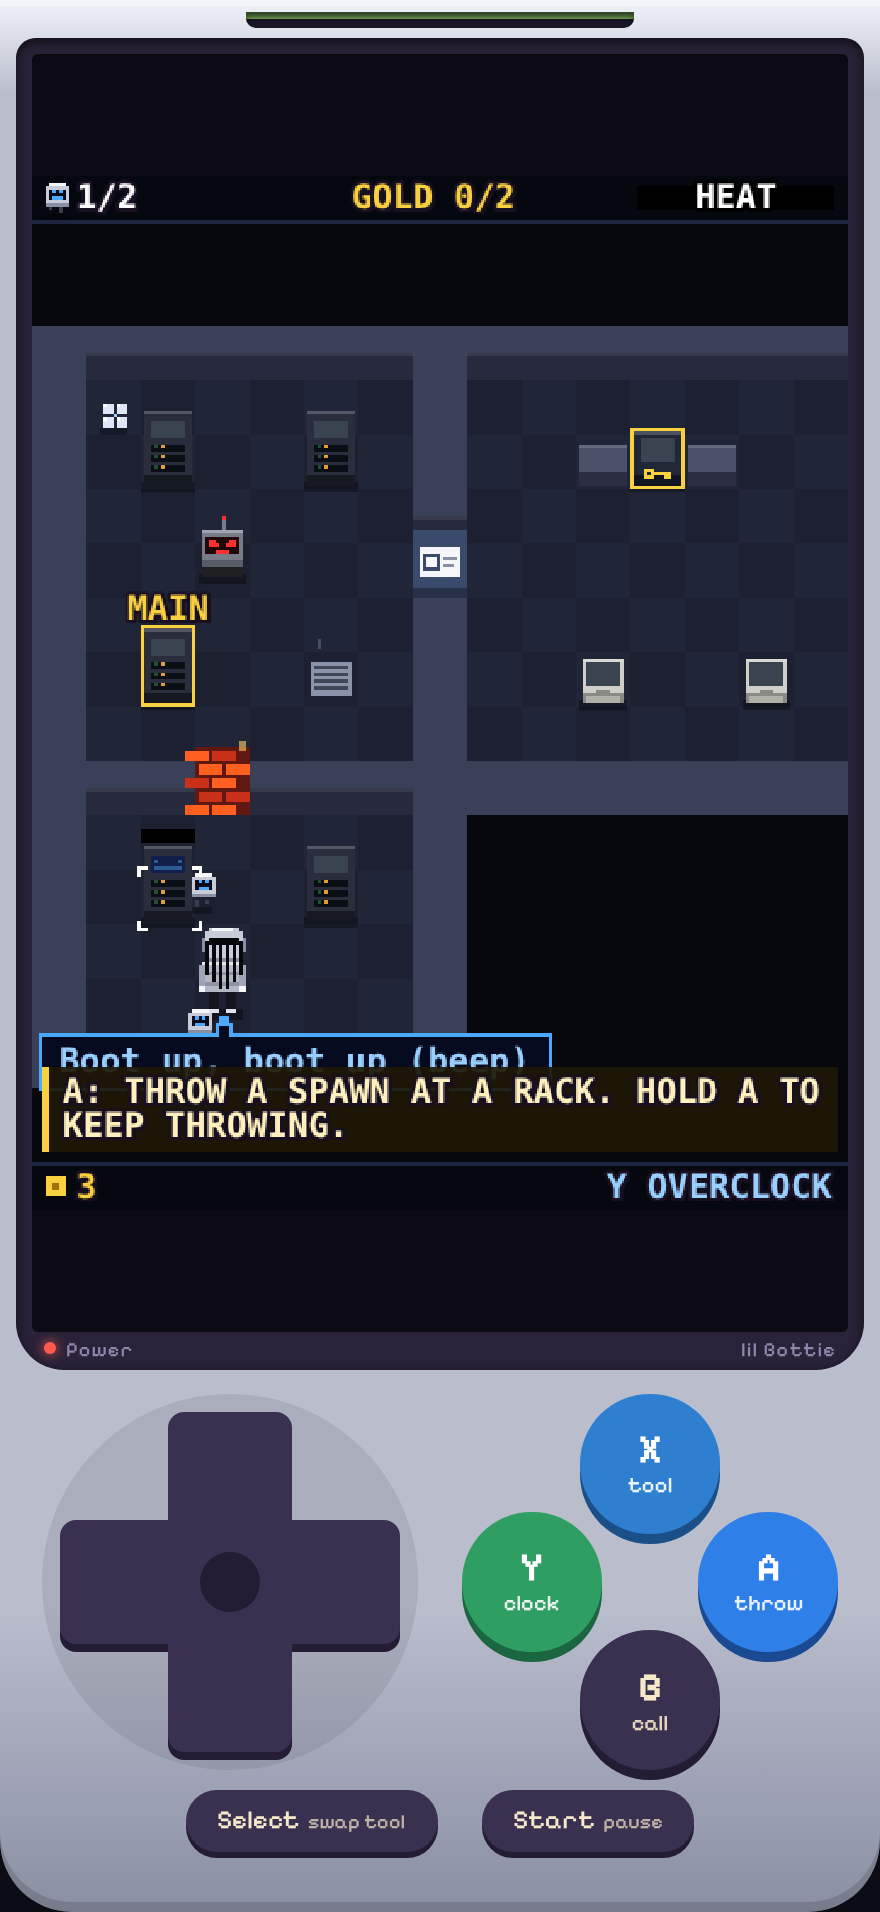 1/2
GOLD 0/2
HEAT
MAIN
Boot up, boot up (beep)
A: THROW A SPAWN AT A RACK. HOLD A TO
KEEP THROWING.
3
Y OVERCLOCK
Power
lil Bottie
X
tool
Y
clock
A
throw
B
call
Select swap tool
Start pause